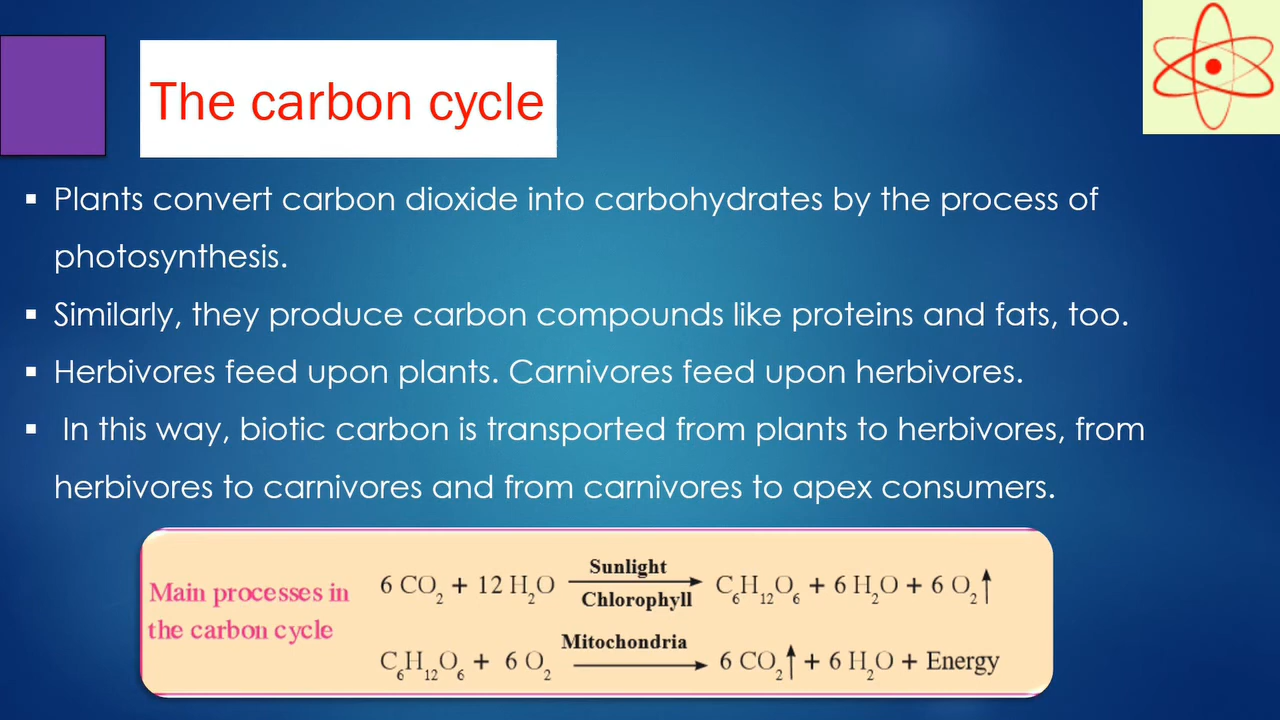 The carbon cycle
▪ Plants convert carbon dioxide into carbohydrates by the process of
photosynthesis.
▪ Similarly, they produce carbon compounds like proteins and fats, too.
▪ Herbivores feed upon plants. Carnivores feed upon herbivores.
▪ In this way, biotic carbon is transported from plants to herbivores, from
herbivores to carnivores and from carnivores to apex consumers.
Main processes in
the carbon cycle
Sunlight
6 CO₂ + 12 H₂O → C₆H₁₂O₆ + 6 H₂O + 6 O₂↑
Chlorophyll
Mitochondria
C₆H₁₂O₆ + 6 O₂ → 6 CO₂↑ + 6 H₂O + Energy